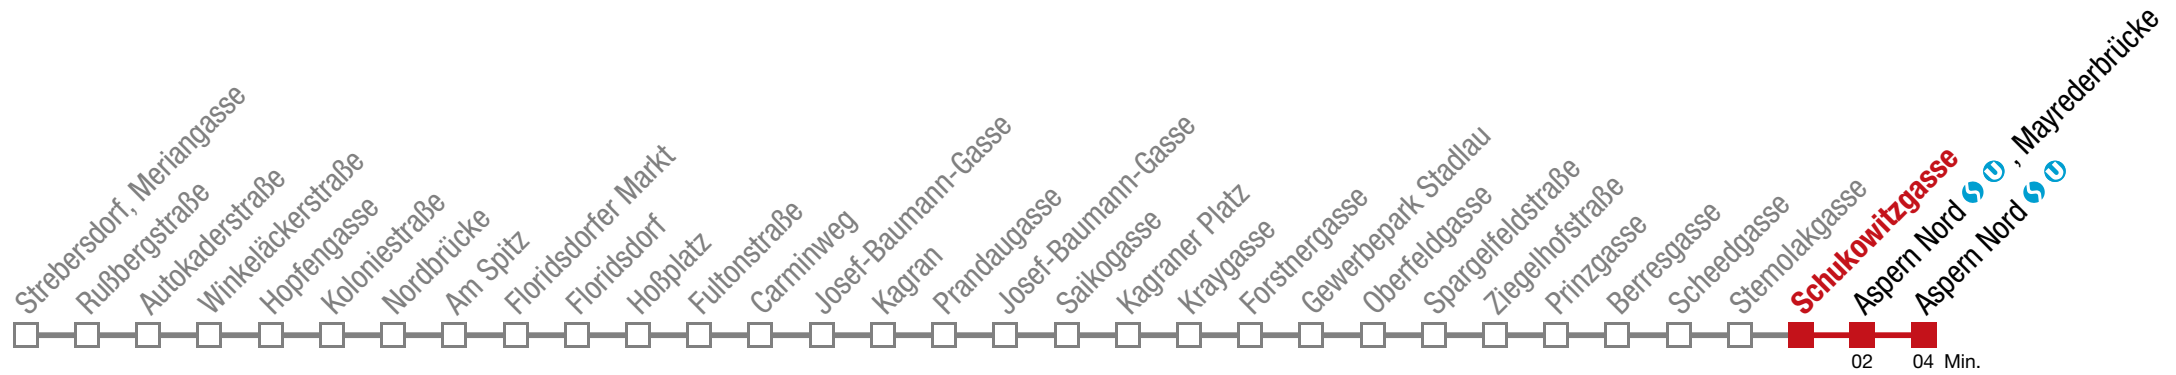 Strebersdorf, Meriangasse
Rußbergstraße
Autokaderstraße
Winkeläckerstraße
Hopfengasse
Koloniestraße
Nordbrücke
Am Spitz
Floridsdorfer Markt
Floridsdorf
Hoßplatz
Fultonstraße
Carminweg
Josef-Baumann-Gasse
Kagran
Prandaugasse
Josef-Baumann-Gasse
Saikogasse
Kagraner Platz
Kraygasse
Forstnergasse
Gewerbepark Stadlau
Oberfeldgasse
Spargelfeldstraße
Ziegelhofstraße
Prinzgasse
Berresgasse
Scheedgasse
Stemolakgasse
Schukowitzgasse
Aspern Nord S U , Mayrederbrücke
Aspern Nord S U
02 04 Min.